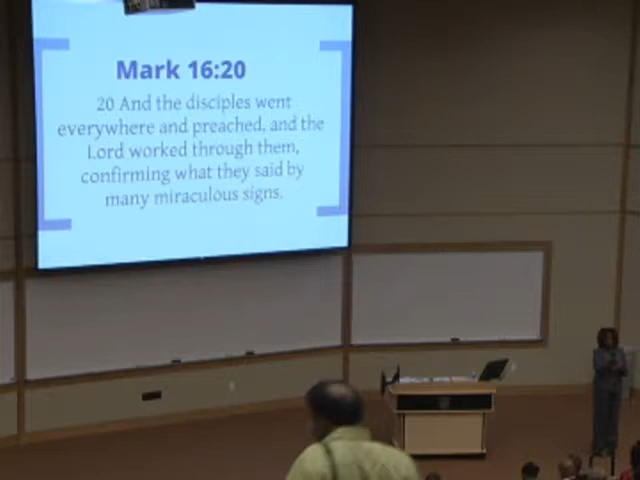 Mark 16:20
20 And the disciples went
everywhere and preached, and the
Lord worked through them,
confirming what they said by
many miraculous signs.